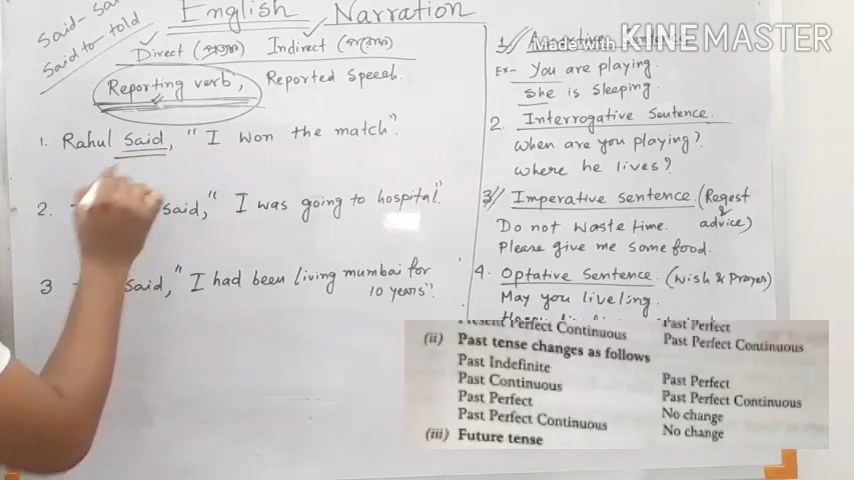 English Narration
Said-
Said to - told
Direct (প্রত্যক্ষ) Indirect (পরোক্ষ)
Reporting verb, Reported Speech.
1. Rahul Said, "I won the match".
2. said, "I was going to hospital."
3. said, "I had been living mumbai for
10 years".
1. Assertive sentence
Made with KINEMASTER
Ex- You are playing.
She is sleeping.
2. Interrogative Sentence.
When are you playing?
Where he lives?
3. Imperative sentence. (Reqest
& advice)
Do not waste time.
Please give me some food.
4. Optative Sentence. (Wish & Prayer)
May you live long.
Present Perfect Continuous Past Perfect
Past Perfect Continuous
(ii) Past tense changes as follows
Past Indefinite Past Perfect
Past Continuous Past Perfect Continuous
Past Perfect No change
Past Perfect Continuous No change
(iii) Future tense